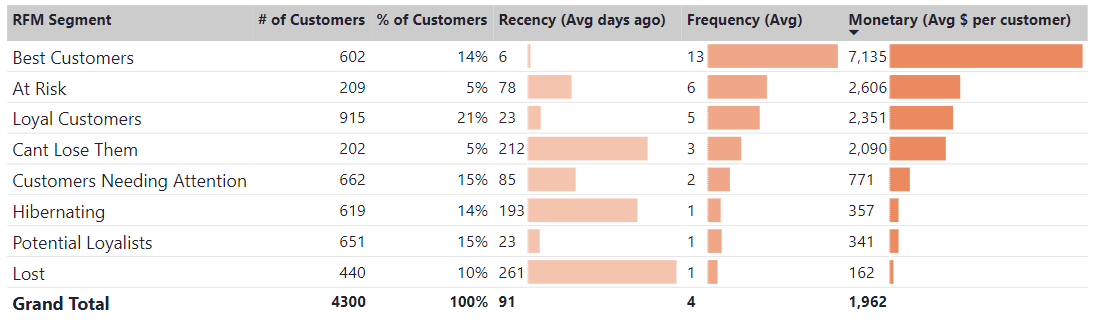 RFM Segment # of Customers % of Customers Recency (Avg days ago) Frequency (Avg) Monetary (Avg $ per customer)
Best Customers 602 14% 6 13 7,135
At Risk 209 5% 78 6 2,606
Loyal Customers 915 21% 23 5 2,351
Cant Lose Them 202 5% 212 3 2,090
Customers Needing Attention 662 15% 85 2 771
Hibernating 619 14% 193 1 357
Potential Loyalists 651 15% 23 1 341
Lost 440 10% 261 1 162
Grand Total 4300 100% 91 4 1,962